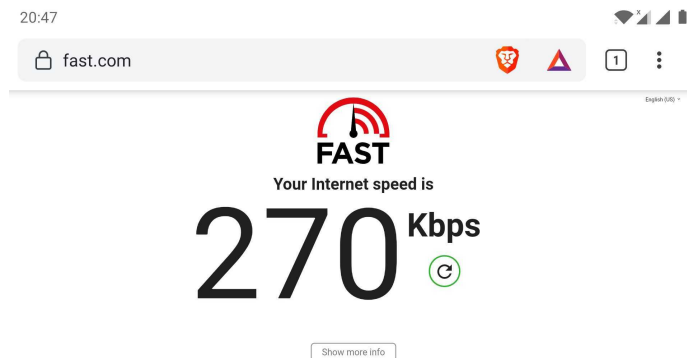 20:47
fast.com
1
English (US)
FAST
Your Internet speed is
270 Kbps
Show more info